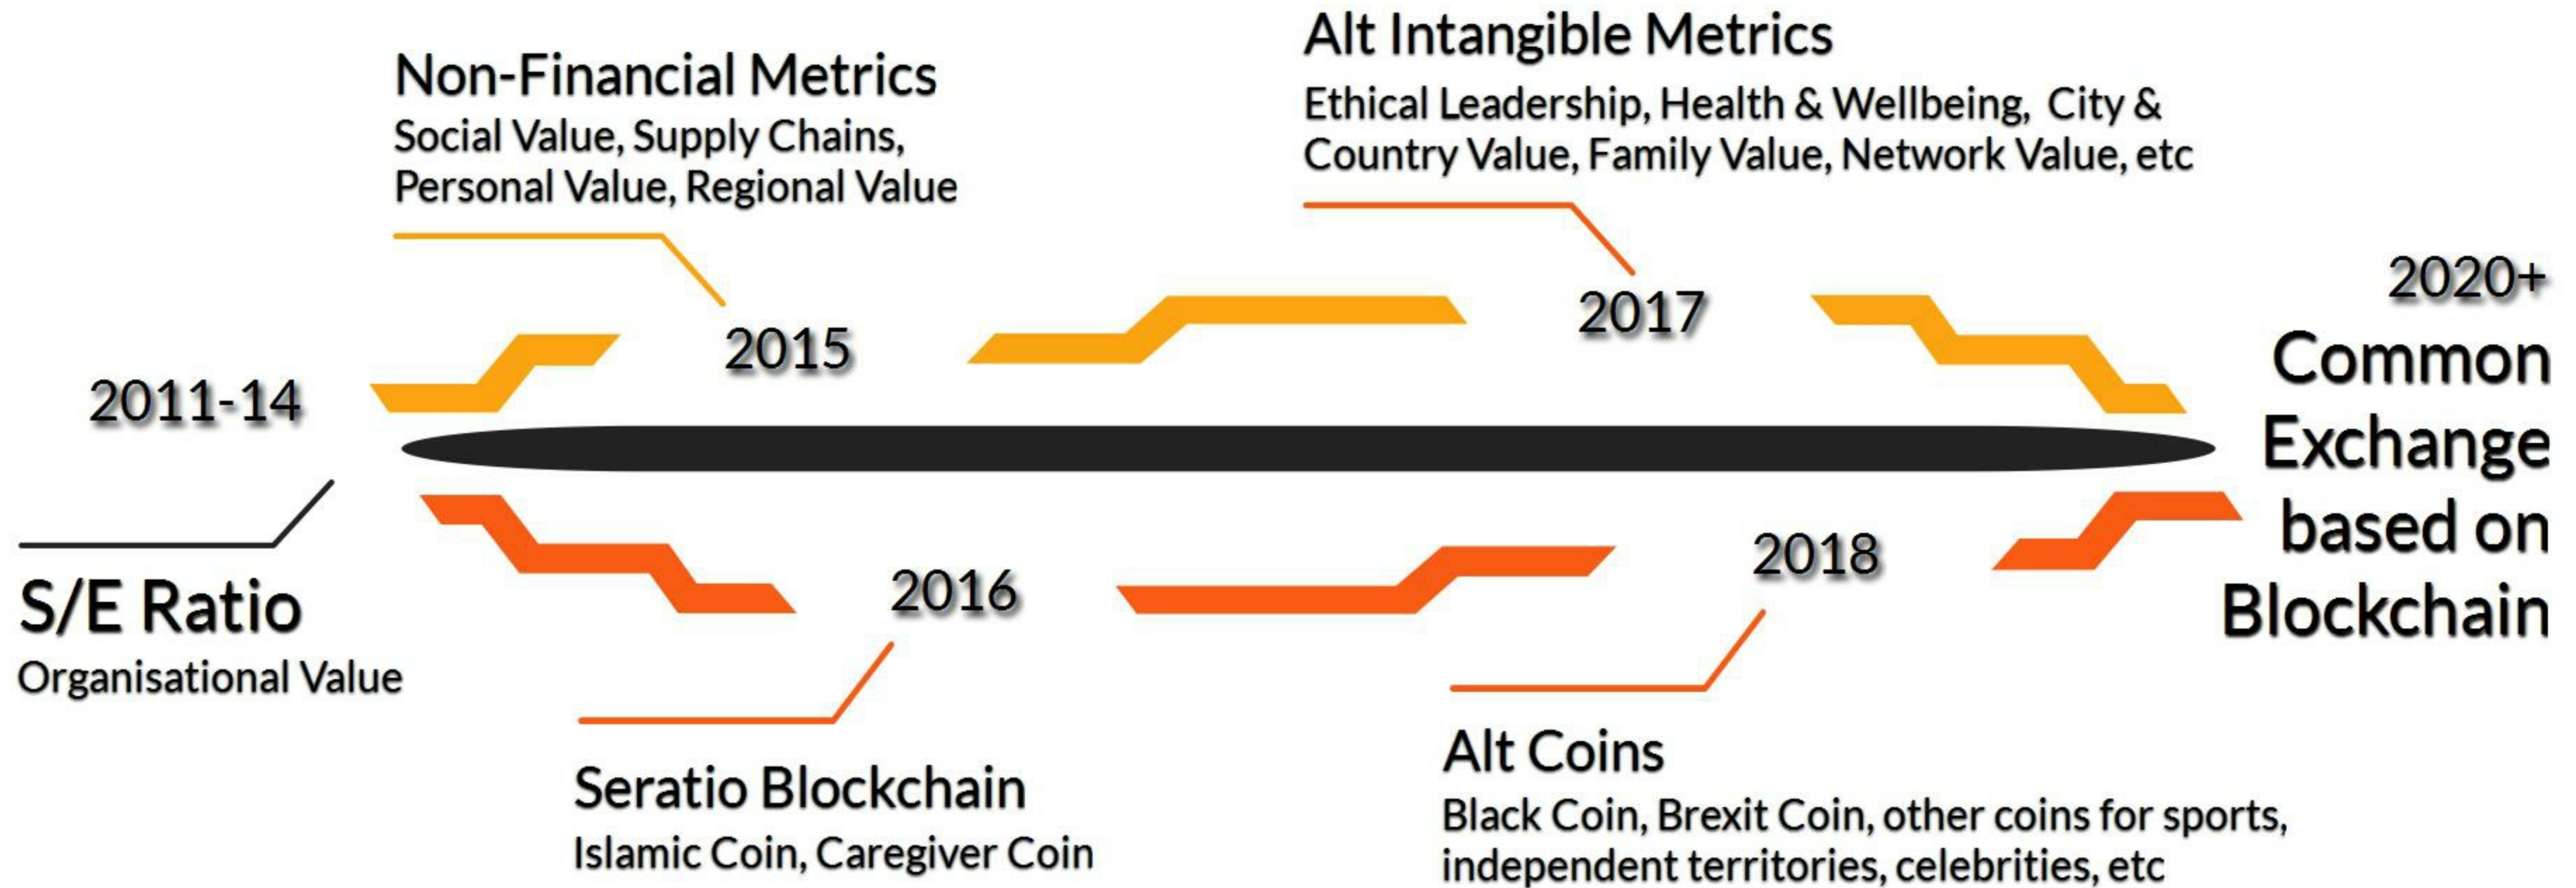 2011-14
S/E Ratio
Organisational Value
Non-Financial Metrics
Social Value, Supply Chains,
Personal Value, Regional Value
2015
2016
Seratio Blockchain
Islamic Coin, Caregiver Coin
Alt Intangible Metrics
Ethical Leadership, Health & Wellbeing, City &
Country Value, Family Value, Network Value, etc
2017
2018
Alt Coins
Black Coin, Brexit Coin, other coins for sports,
independent territories, celebrities, etc
2020+
Common
Exchange
based on
Blockchain